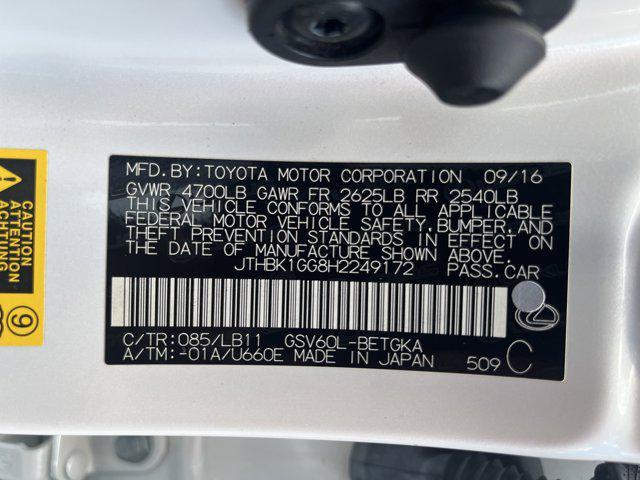 MFD.BY:TOYOTA MOTOR CORPORATION 09/16
GVWR 4700LB GAWR FR 2625LB RR 2540LB
THIS VEHICLE CONFORMS TO ALL APPLICABLE
FEDERAL MOTOR VEHICLE SAFETY,BUMPER,AND
THEFT PREVENTION STANDARDS IN EFFECT ON
THE DATE OF MANUFACTURE SHOWN ABOVE.
JTHBK1GG8H2249172 PASS.CAR
C/TR:085/LB11 GSV60L-BETGKA
A/TM:-01A/U660E MADE IN JAPAN 509 C
CAUTION
ATTENTION
9